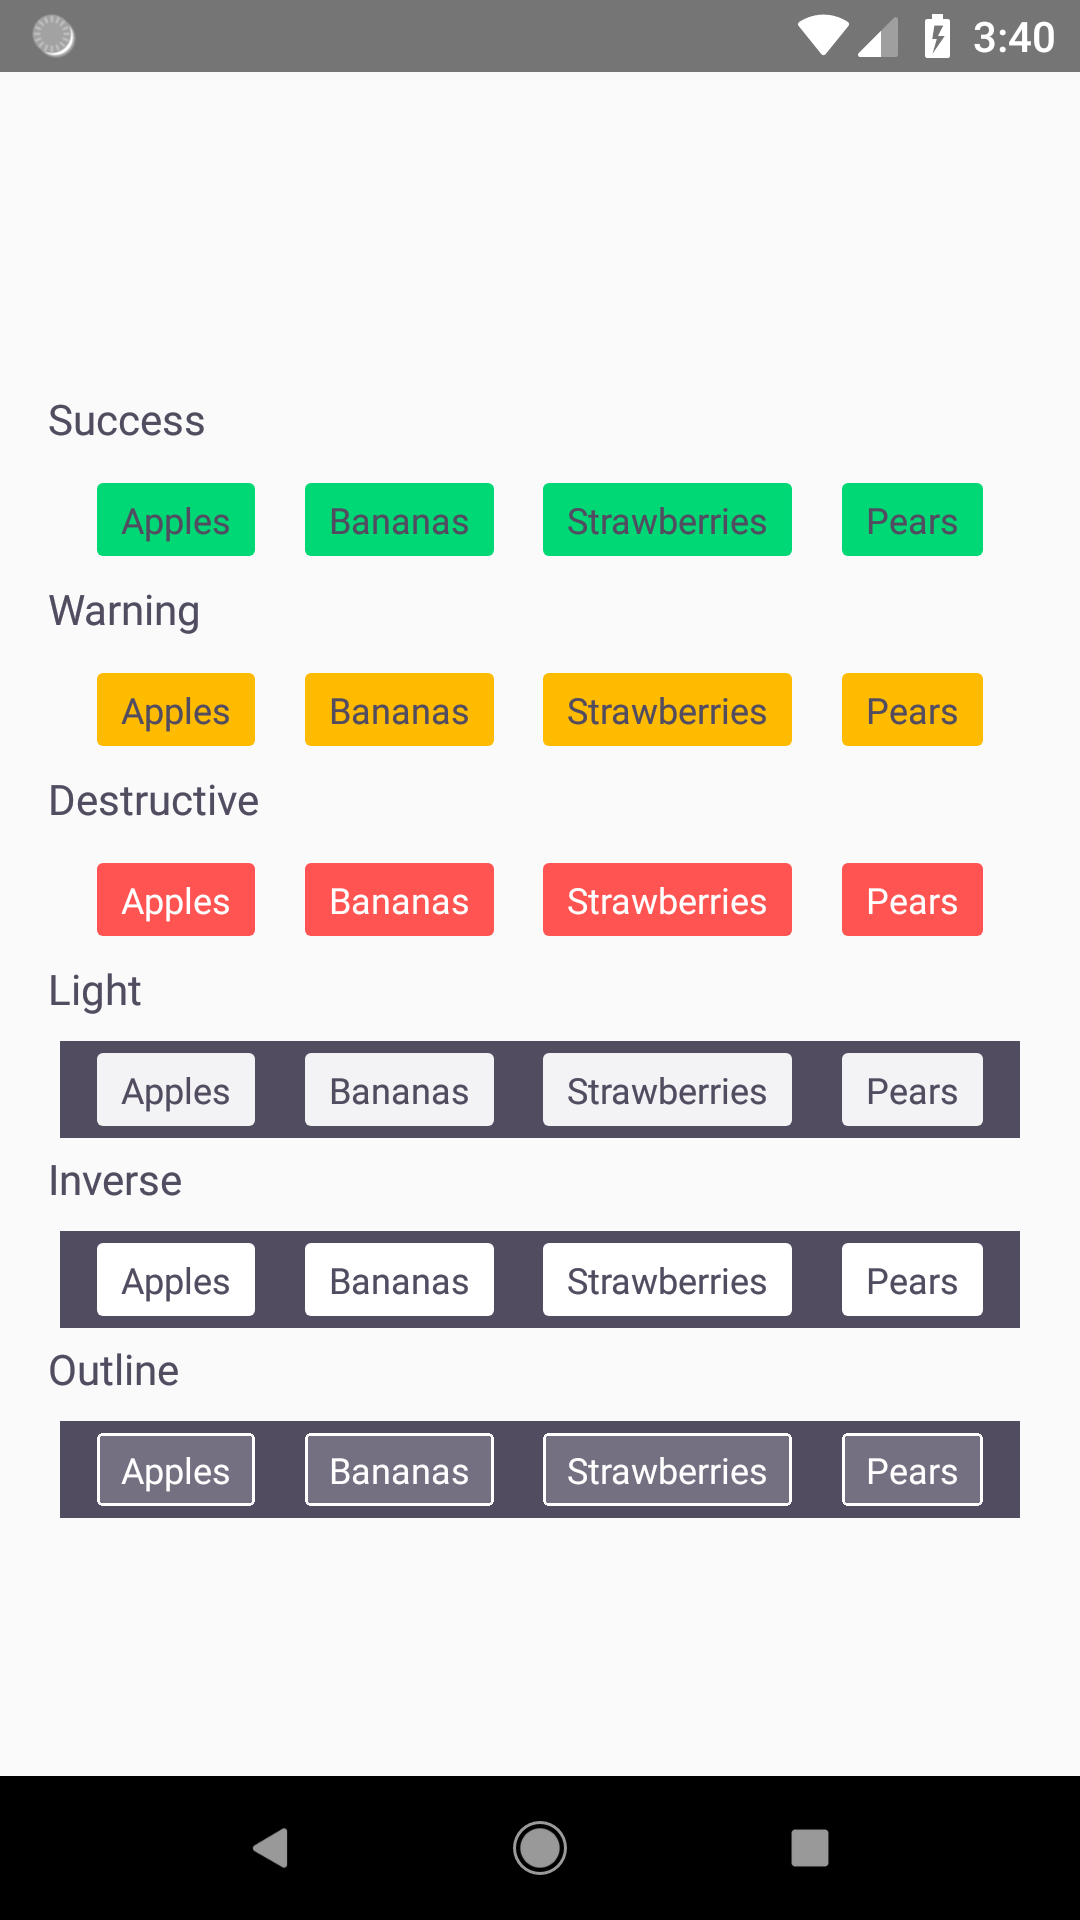 3:40
Success
Apples Bananas Strawberries Pears
Warning
Apples Bananas Strawberries Pears
Destructive
Apples Bananas Strawberries Pears
Light
Apples Bananas Strawberries Pears
Inverse
Apples Bananas Strawberries Pears
Outline
Apples Bananas Strawberries Pears